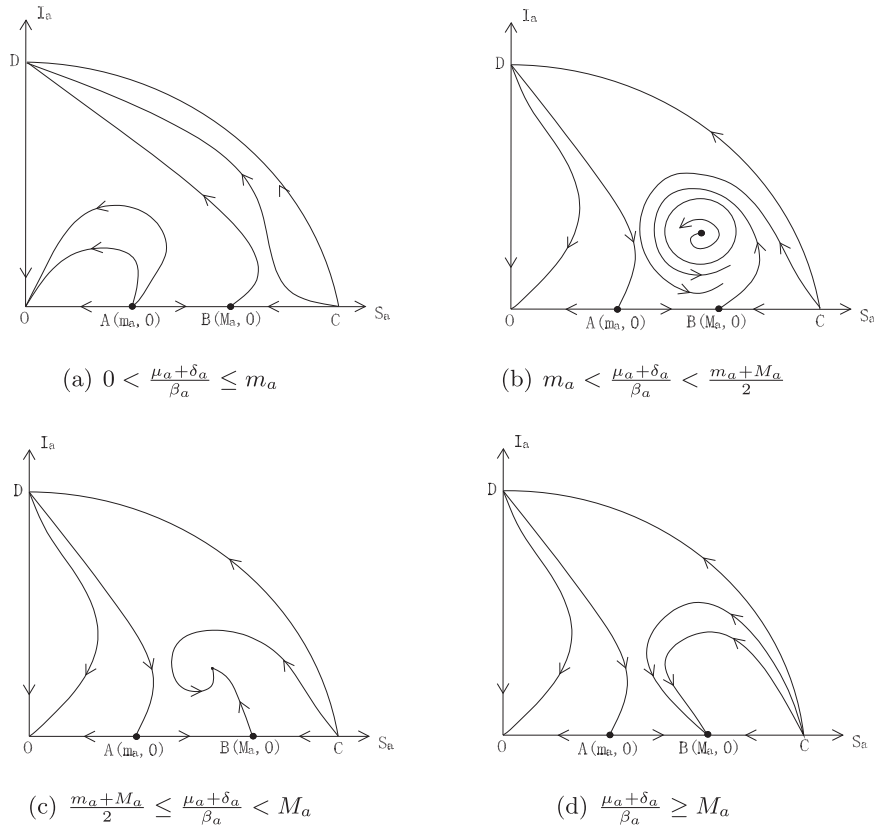 Iₐ
D
O
A(mₐ, 0)
B(Mₐ, 0)
C
Sₐ
(a) 0 < (μₐ+δₐ)/βₐ ≤ mₐ
Iₐ
D
O
A(mₐ, 0)
B(Mₐ, 0)
C
Sₐ
(b) mₐ < (μₐ+δₐ)/βₐ < (mₐ+Mₐ)/2
Iₐ
D
O
A(mₐ, 0)
B(Mₐ, 0)
C
Sₐ
(c) (mₐ+Mₐ)/2 ≤ (μₐ+δₐ)/βₐ < Mₐ
Iₐ
D
O
A(mₐ, 0)
B(Mₐ, 0)
C
Sₐ
(d) (μₐ+δₐ)/βₐ ≥ Mₐ